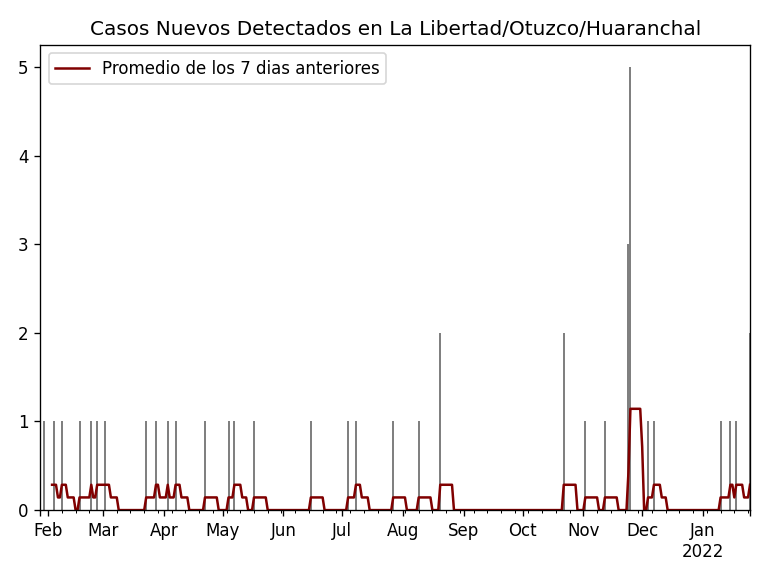 Casos Nuevos Detectados en La Libertad/Otuzco/Huaranchal
Promedio de los 7 dias anteriores
5
4
3
2
1
0
Feb Mar Apr May Jun Jul Aug Sep Oct Nov Dec Jan
2022